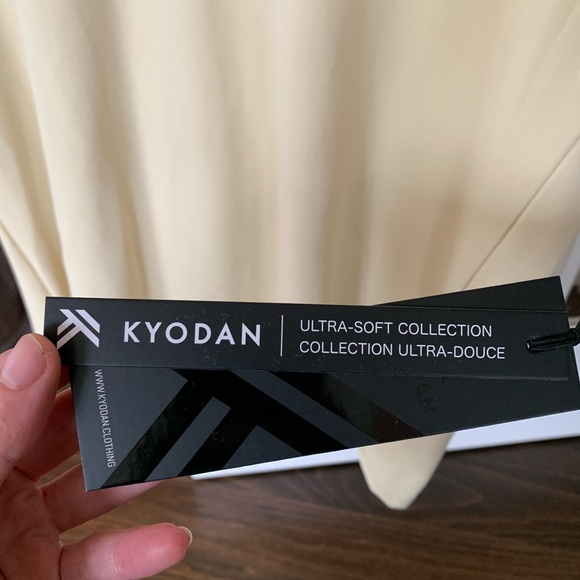 KYODAN
ULTRA-SOFT COLLECTION
COLLECTION ULTRA-DOUCE
WWW.KYODAN.CLOTHING